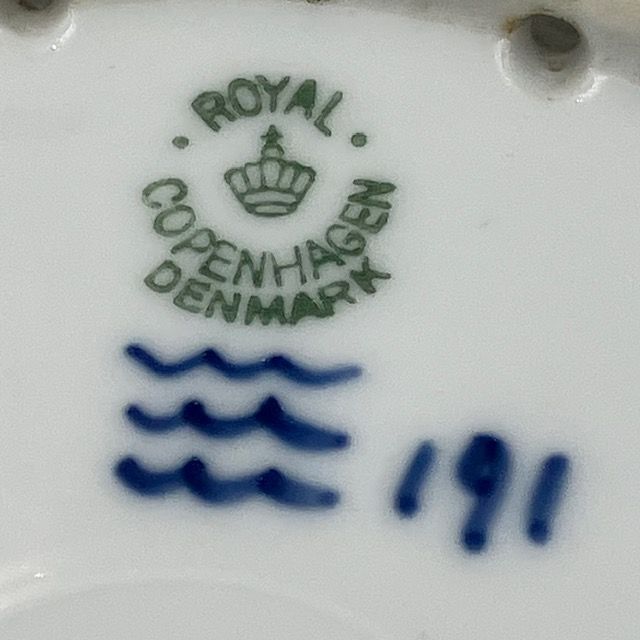 ROYAL
COPENHAGEN
DENMARK
191